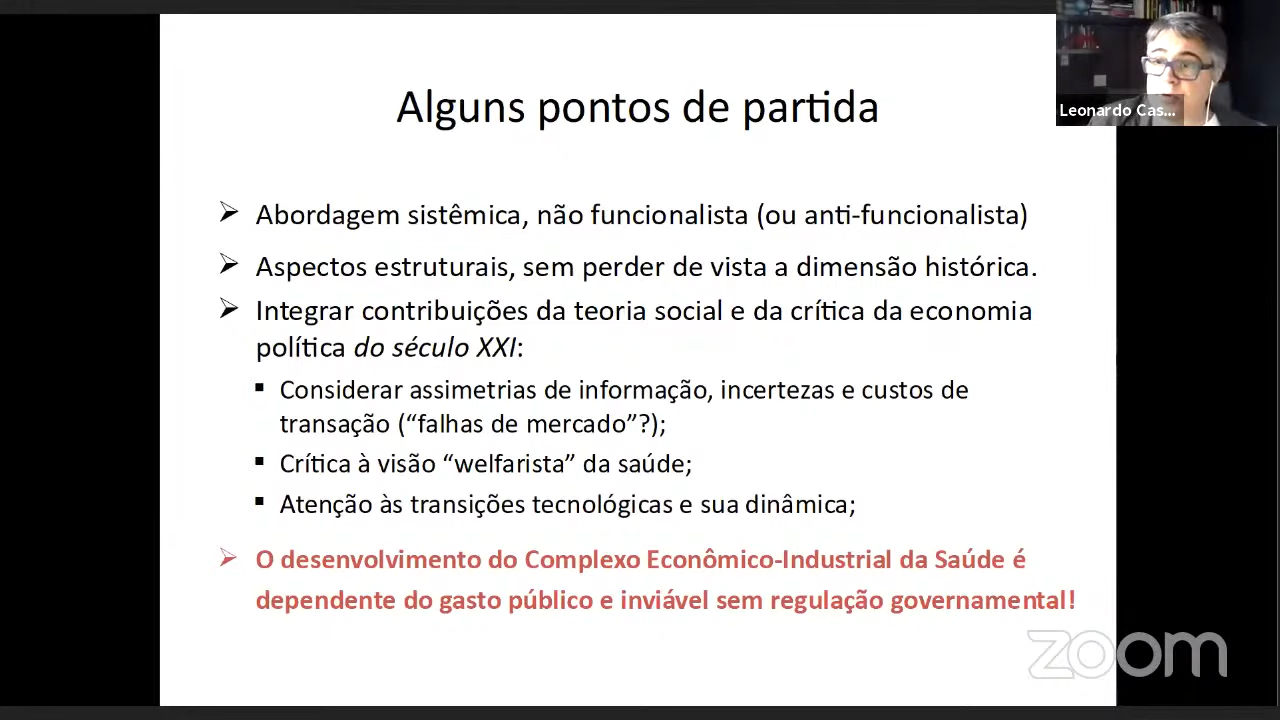 Alguns pontos de partida
Leonardo Cas...
Abordagem sistêmica, não funcionalista (ou anti-funcionalista)
Aspectos estruturais, sem perder de vista a dimensão histórica.
Integrar contribuições da teoria social e da crítica da economia
política do século XXI:
Considerar assimetrias de informação, incertezas e custos de
transação (“falhas de mercado”?);
Crítica à visão “welfarista” da saúde;
Atenção às transições tecnológicas e sua dinâmica;
O desenvolvimento do Complexo Econômico-Industrial da Saúde é
dependente do gasto público e inviável sem regulação governamental!
zoom